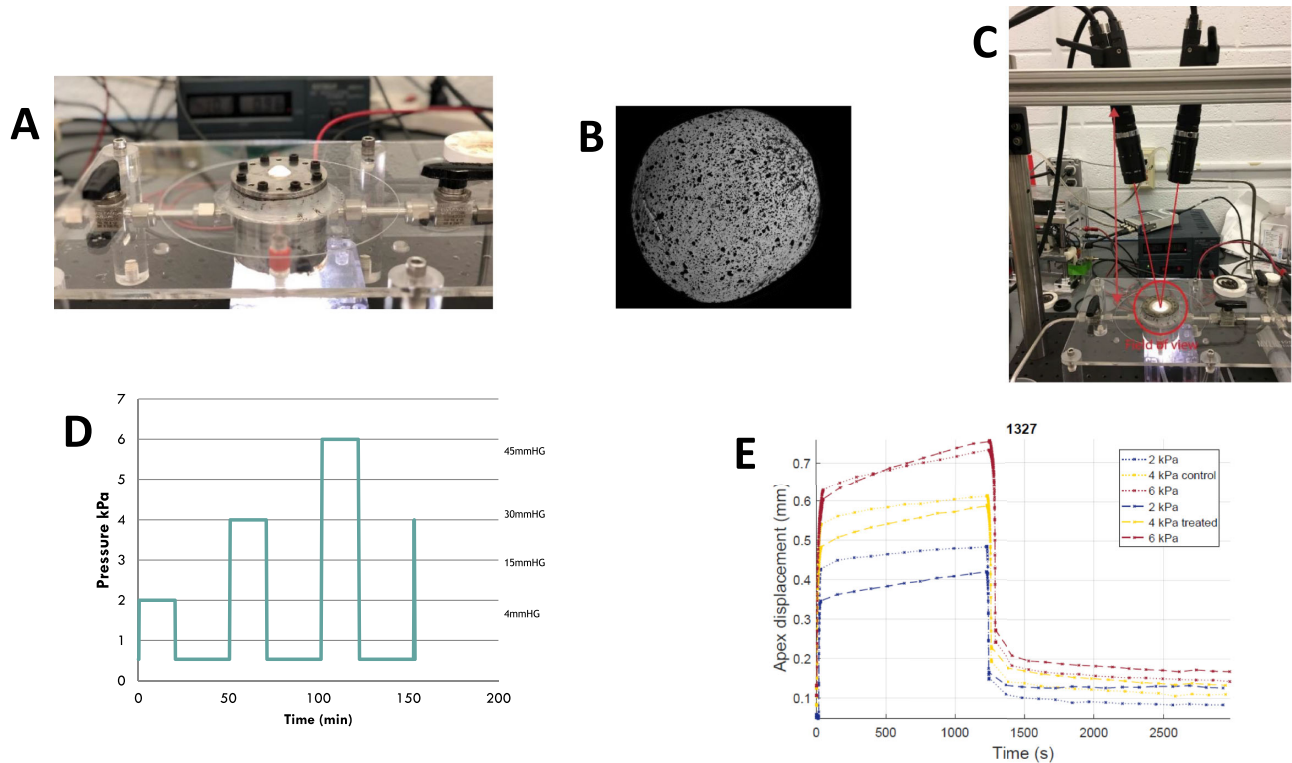 A
B
C
Field of view
D
7
6
5
4
3
2
1
0
Pressure kPa
45mmHG
30mmHG
15mmHG
4mmHG
0
50
100
150
200
Time (min)
E
1327
0.7
0.6
0.5
0.4
0.3
0.2
0.1
Apex displacement (mm)
2 kPa
4 kPa control
6 kPa
2 kPa
4 kPa treated
6 kPa
0
500
1000
1500
2000
2500
Time (s)